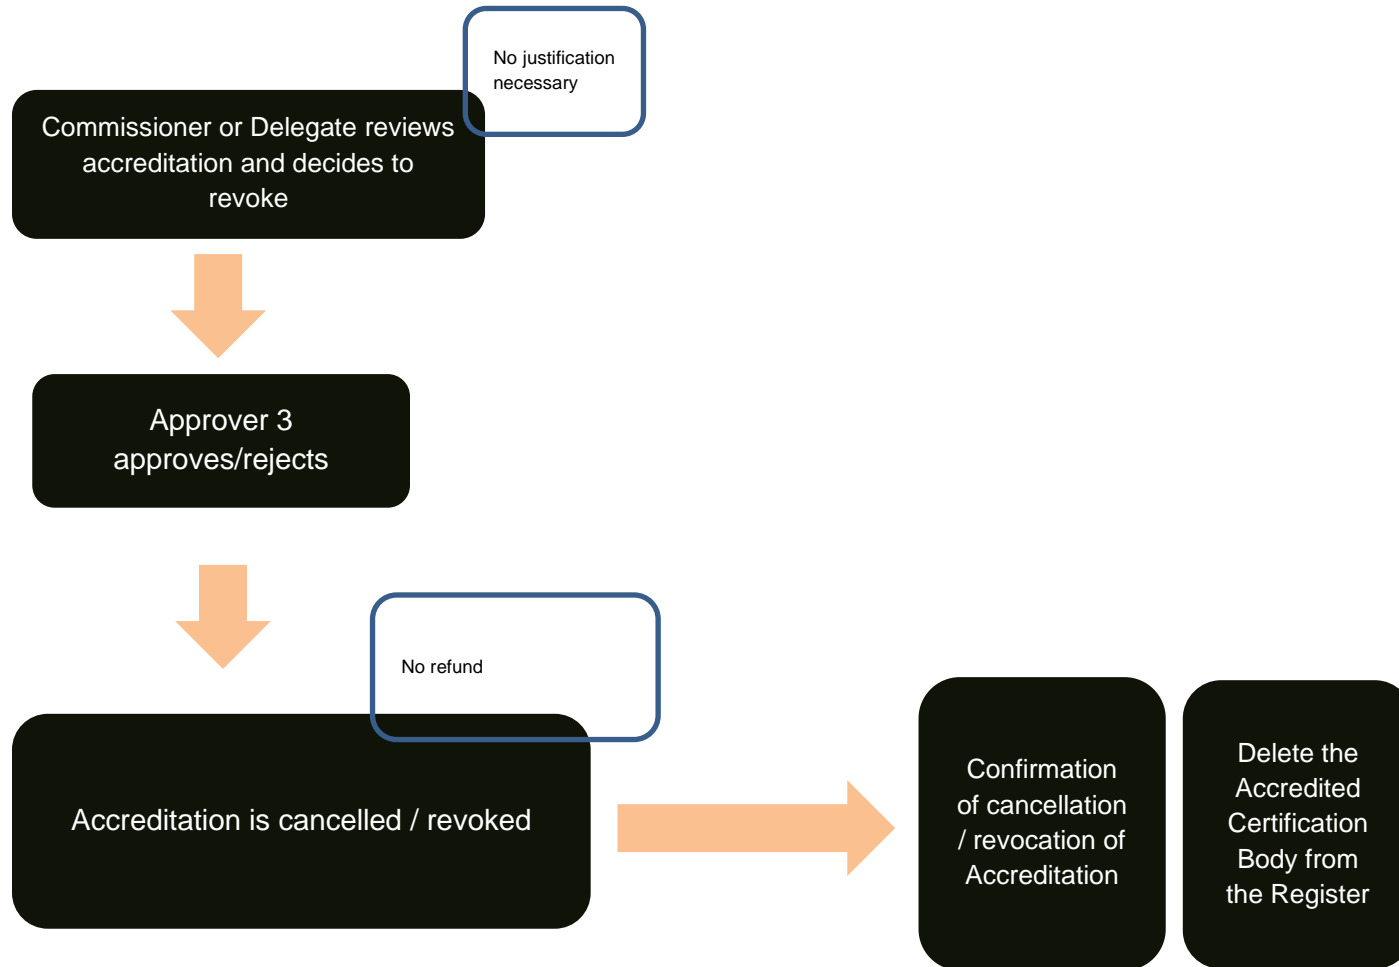 No justification
necessary
Commissioner or Delegate reviews
accreditation and decides to
revoke
Approver 3
approves/rejects
No refund
Accreditation is cancelled / revoked
Confirmation
of cancellation
/ revocation of
Accreditation
Delete the
Accredited
Certification
Body from
the Register